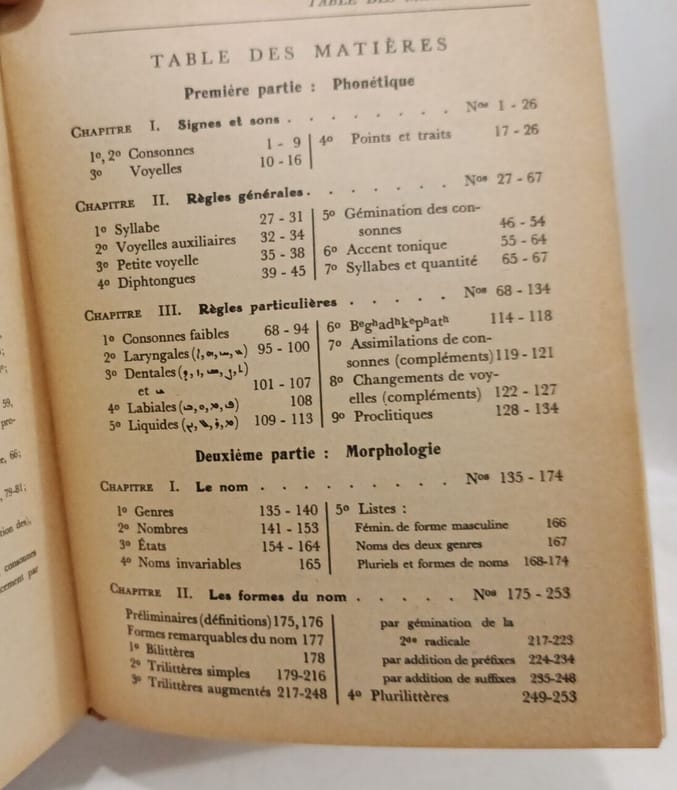 TABLE DES MATIÈRES
Première partie : Phonétique
CHAPITRE I. Signes et sons . . . . . . . . Nos 1 - 26
1o, 2o Consonnes 1 - 9
3o Voyelles 10 - 16
4o Points et traits 17 - 26
CHAPITRE II. Règles générales . . . . . . . Nos 27 - 67
1o Syllabe 27 - 31
2o Voyelles auxiliaires 32 - 34
3o Petite voyelle 35 - 38
4o Diphtongues 39 - 45
5o Gémination des con-
sonnes 46 - 54
6o Accent tonique 55 - 64
7o Syllabes et quantité 65 - 67
CHAPITRE III. Règles particulières . . . . . Nos 68 - 134
1o Consonnes faibles 68 - 94
2o Laryngales 95 - 100
3o Dentales
et 101 - 107
4o Labiales 108
5o Liquides 109 - 113
6o Beghadhkephath 114 - 118
7o Assimilations de con-
sonnes (compléments) 119 - 121
8o Changements de voy-
elles (compléments) 122 - 127
9o Proclitiques 128 - 134
Deuxième partie : Morphologie
CHAPITRE I. Le nom . . . . . . . . . Nos 135 - 174
1o Genres 135 - 140
2o Nombres 141 - 153
3o États 154 - 164
4o Noms invariables 165
5o Listes :
Fémin. de forme masculine 166
Noms des deux genres 167
Pluriels et formes de noms 168-174
CHAPITRE II. Les formes du nom . . . . . Nos 175 - 253
Préliminaires (définitions) 175, 176
Formes remarquables du nom 177
1o Bilittères 178
2o Trilittères simples 179-216
3o Trilittères augmentés 217-248
par gémination de la
2de radicale 217-223
par addition de préfixes 224-234
par addition de suffixes 235-248
4o Plurilittères 249-253